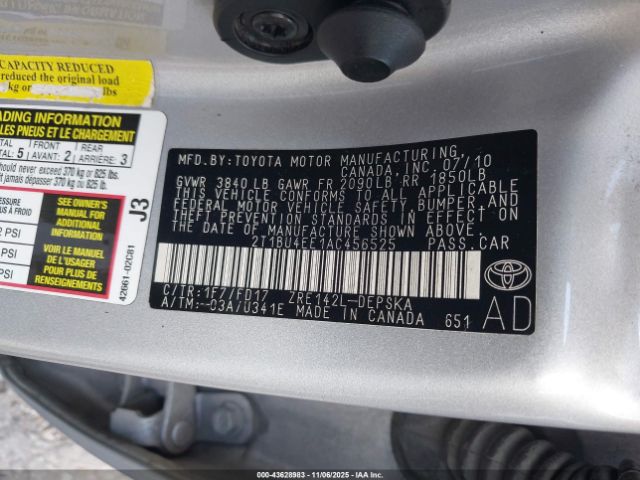 CAPACITY REDUCED
reduced the original load
kg or
lbs
ADING INFORMATION
LES PNEUS ET LE CHARGEMENT
TAL 5 FRONT AVANT: 2 REAR ARRIÈRE: 3
should never exceed 370 kg or 825 lbs.
jamais dépasser 370 kg ou 825 lb.
SUS À FROID
PSI
PSI
PSI
SEE OWNER'S
MANUAL FOR
ADDITIONAL
INFORMATION
VOIR LE MANUEL
DE L'USAGER
POUR PLUS DE
RENSEIGNEMENTS
J3
42661-02C81
MFD. BY: TOYOTA MOTOR MANUFACTURING
CANADA, INC. 07/10
GVWR 3840LB GAWR FR 2090LB RR 1850LB
THIS VEHICLE CONFORMS TO ALL APPLICABLE
FEDERAL MOTOR VEHICLE SAFETY, BUMPER, AND
THEFT PREVENTION STANDARDS IN EFFECT ON
THE DATE OF MANUFACTURE SHOWN ABOVE.
2T1BU4EE1AC456525 PASS.CAR
C/TR:1F7/FD17 ZRE142L-DEPSKA
A/TM:-03A/U341E MADE IN CANADA 651
TOYOTA
AD
000-43628983 - 11/06/2025 - IAA Inc.